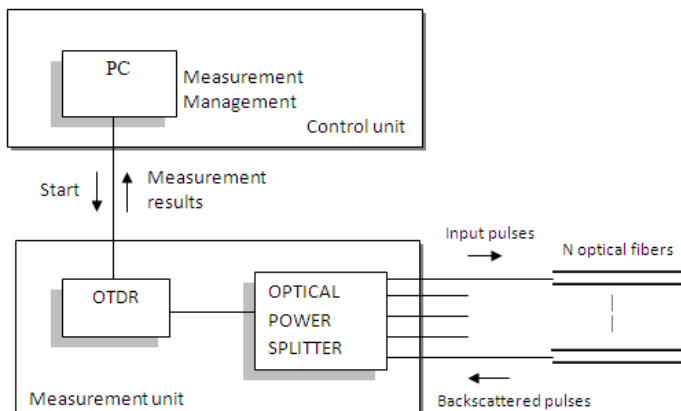 PC
Measurement
Management
Control unit
Start
Measurement
results
Input pulses
N optical fibers
OTDR
OPTICAL
POWER
SPLITTER
Measurement unit
Backscattered pulses